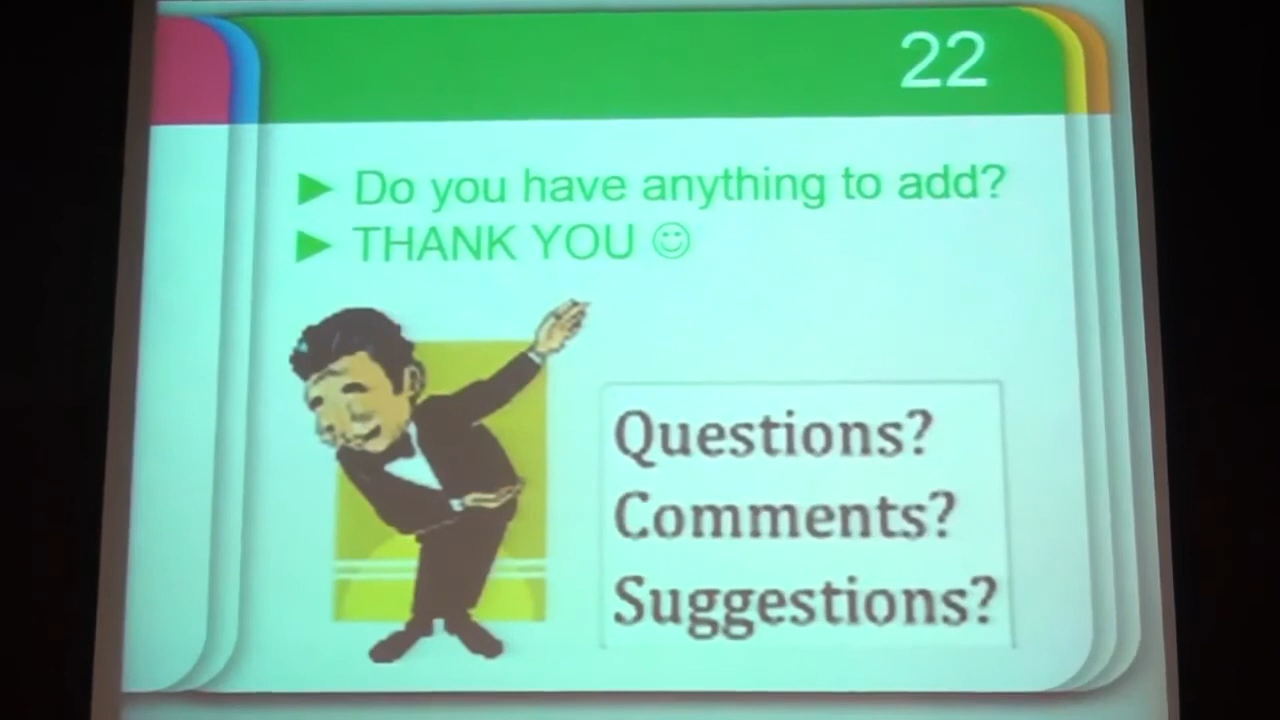 22
► Do you have anything to add?
► THANK YOU ☺
Questions?
Comments?
Suggestions?